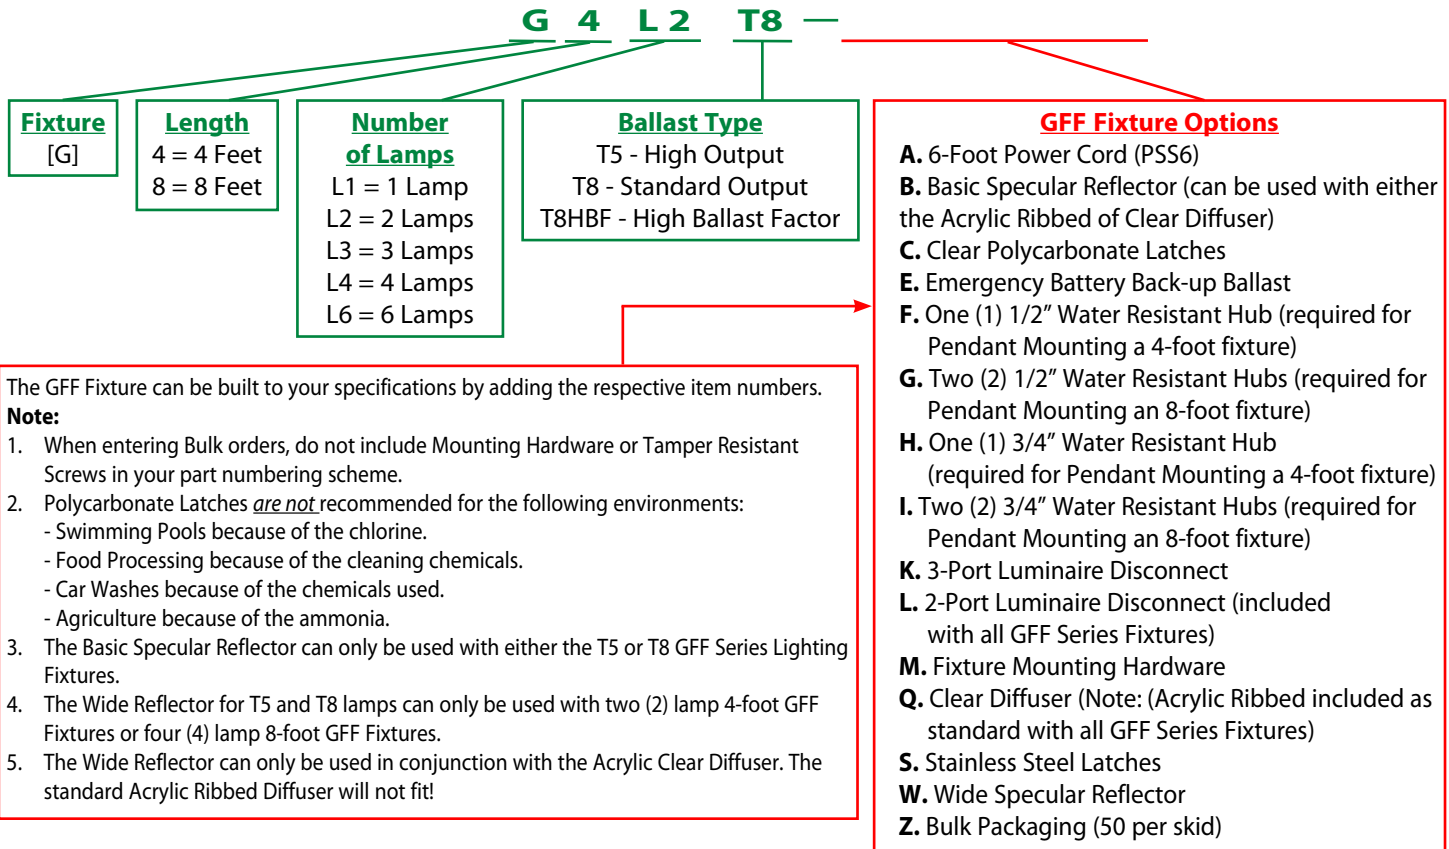 G 4 L 2 T8 —
Fixture
[G]
Length
4 = 4 Feet
8 = 8 Feet
Number
of Lamps
L1 = 1 Lamp
L2 = 2 Lamps
L3 = 3 Lamps
L4 = 4 Lamps
L6 = 6 Lamps
Ballast Type
T5 - High Output
T8 - Standard Output
T8HBF - High Ballast Factor
GFF Fixture Options
A. 6-Foot Power Cord (PSS6)
B. Basic Specular Reflector (can be used with either
the Acrylic Ribbed of Clear Diffuser)
C. Clear Polycarbonate Latches
E. Emergency Battery Back-up Ballast
F. One (1) 1/2” Water Resistant Hub (required for
Pendant Mounting a 4-foot fixture)
G. Two (2) 1/2” Water Resistant Hubs (required for
Pendant Mounting an 8-foot fixture)
H. One (1) 3/4” Water Resistant Hub
(required for Pendant Mounting a 4-foot fixture)
I. Two (2) 3/4” Water Resistant Hubs (required for
Pendant Mounting an 8-foot fixture)
K. 3-Port Luminaire Disconnect
L. 2-Port Luminaire Disconnect (included
with all GFF Series Fixtures)
M. Fixture Mounting Hardware
Q. Clear Diffuser (Note: (Acrylic Ribbed included as
standard with all GFF Series Fixtures)
S. Stainless Steel Latches
W. Wide Specular Reflector
Z. Bulk Packaging (50 per skid)
The GFF Fixture can be built to your specifications by adding the respective item numbers.
Note:
1. When entering Bulk orders, do not include Mounting Hardware or Tamper Resistant
Screws in your part numbering scheme.
2. Polycarbonate Latches are not recommended for the following environments:
- Swimming Pools because of the chlorine.
- Food Processing because of the cleaning chemicals.
- Car Washes because of the chemicals used.
- Agriculture because of the ammonia.
3. The Basic Specular Reflector can only be used with either the T5 or T8 GFF Series Lighting
Fixtures.
4. The Wide Reflector for T5 and T8 lamps can only be used with two (2) lamp 4-foot GFF
Fixtures or four (4) lamp 8-foot GFF Fixtures.
5. The Wide Reflector can only be used in conjunction with the Acrylic Clear Diffuser. The
standard Acrylic Ribbed Diffuser will not fit!